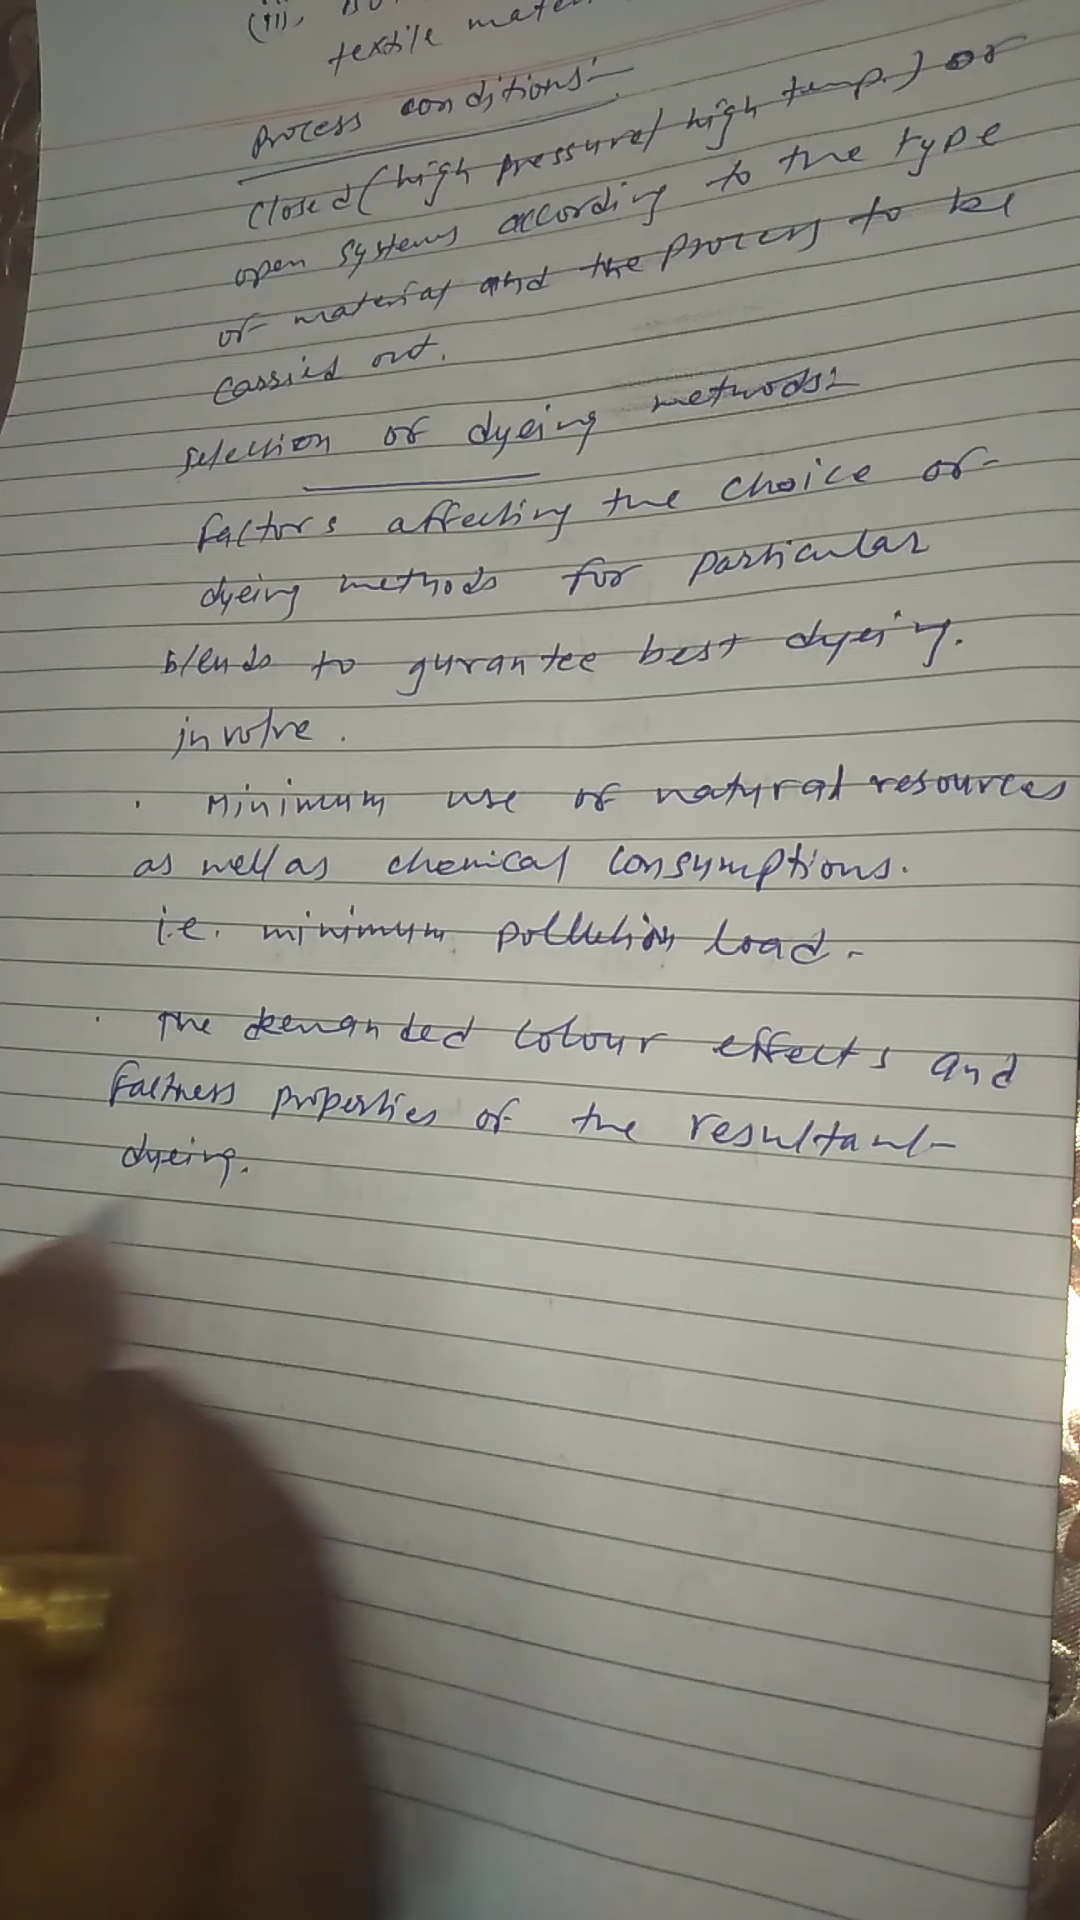 (iii),
textile
Process conditions:-
Closed (high pressure/ high temp.) or
open systems according to the type
of material and the process to be
carried out.
Selection of dyeing methods:-
factors affecting the choice of
dyeing methods for particular
blends to gurantee best dyeing.
involve.
. Minimum use of natural resources
as well as chemical consumptions.
i.e. minimum pollution load.
. The demanded colour effects and
fastness properties of the resultant
dyeing.